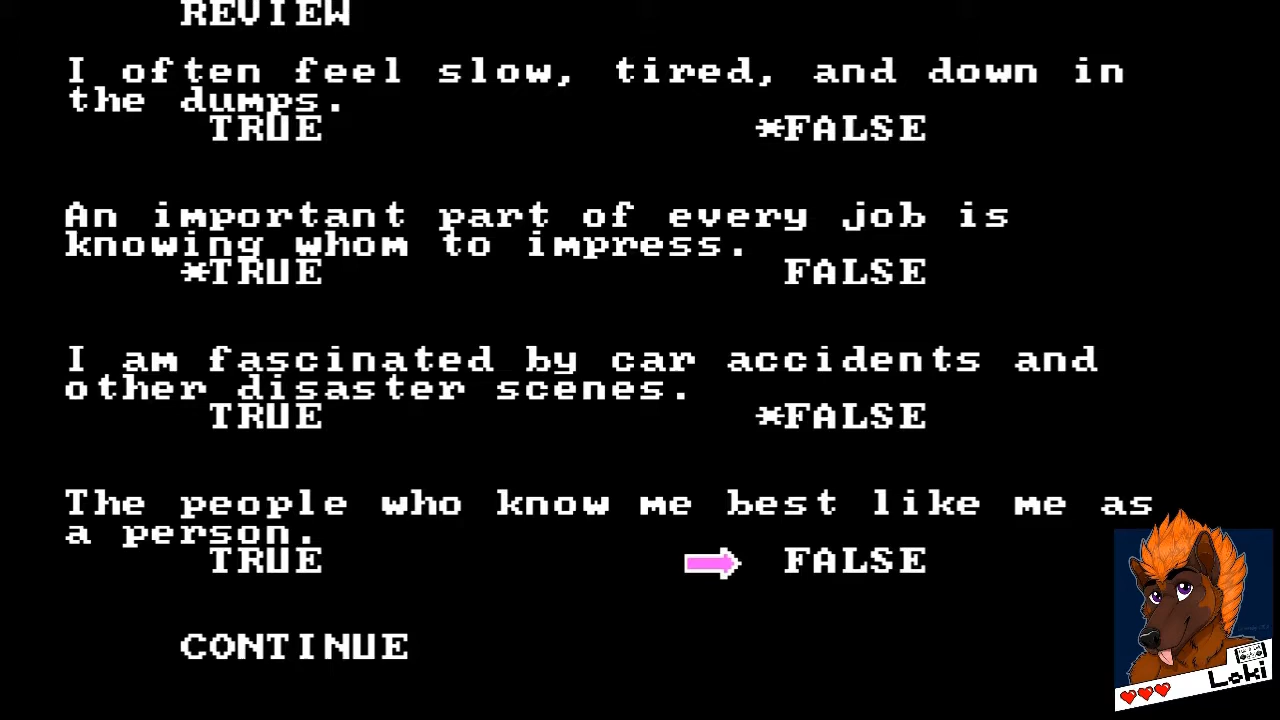 REVIEW
I often feel slow, tired, and down in
the dumps.
TRUE *FALSE
An important part of every job is
knowing whom to impress.
*TRUE FALSE
I am fascinated by car accidents and
other disaster scenes.
TRUE *FALSE
The people who know me best like me as
a person.
TRUE FALSE
CONTINUE
Loki